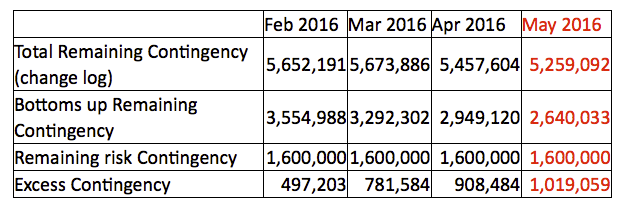 Feb 2016 Mar 2016 Apr 2016 May 2016
Total Remaining Contingency
(change log) 5,652,191 5,673,886 5,457,604 5,259,092
Bottoms up Remaining
Contingency 3,554,988 3,292,302 2,949,120 2,640,033
Remaining risk Contingency 1,600,000 1,600,000 1,600,000 1,600,000
Excess Contingency 497,203 781,584 908,484 1,019,059